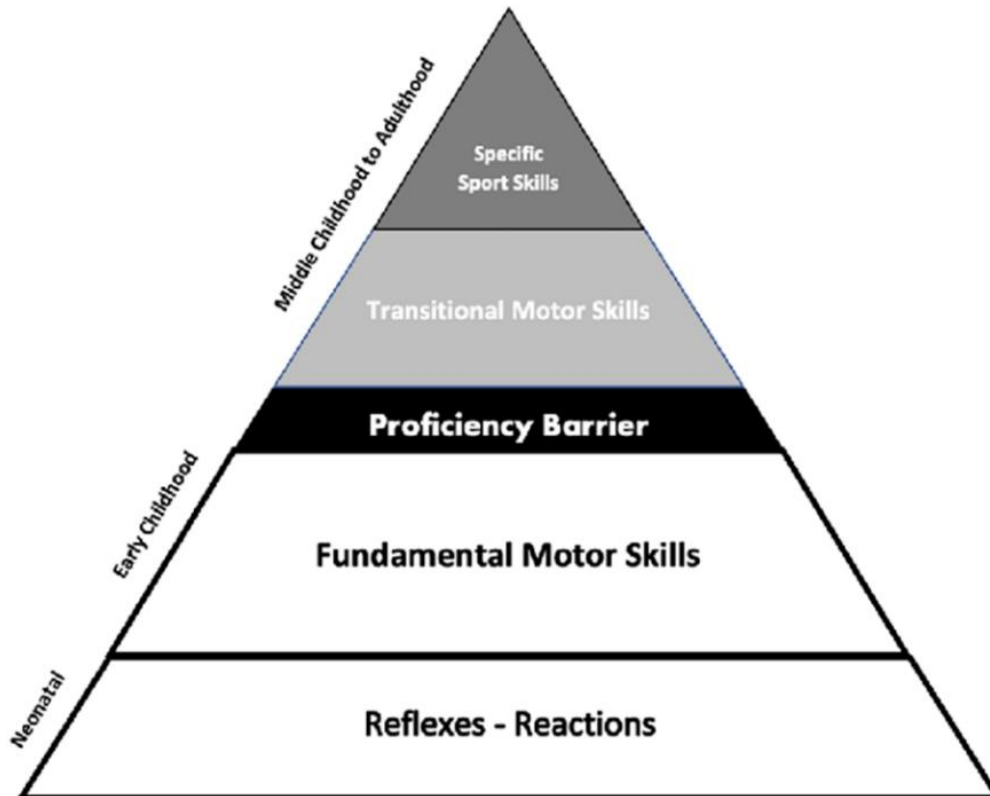 Middle Childhood to Adulthood
Specific
Sport Skills
Transitional Motor Skills
Proficiency Barrier
Early Childhood
Fundamental Motor Skills
Neonatal
Reflexes - Reactions